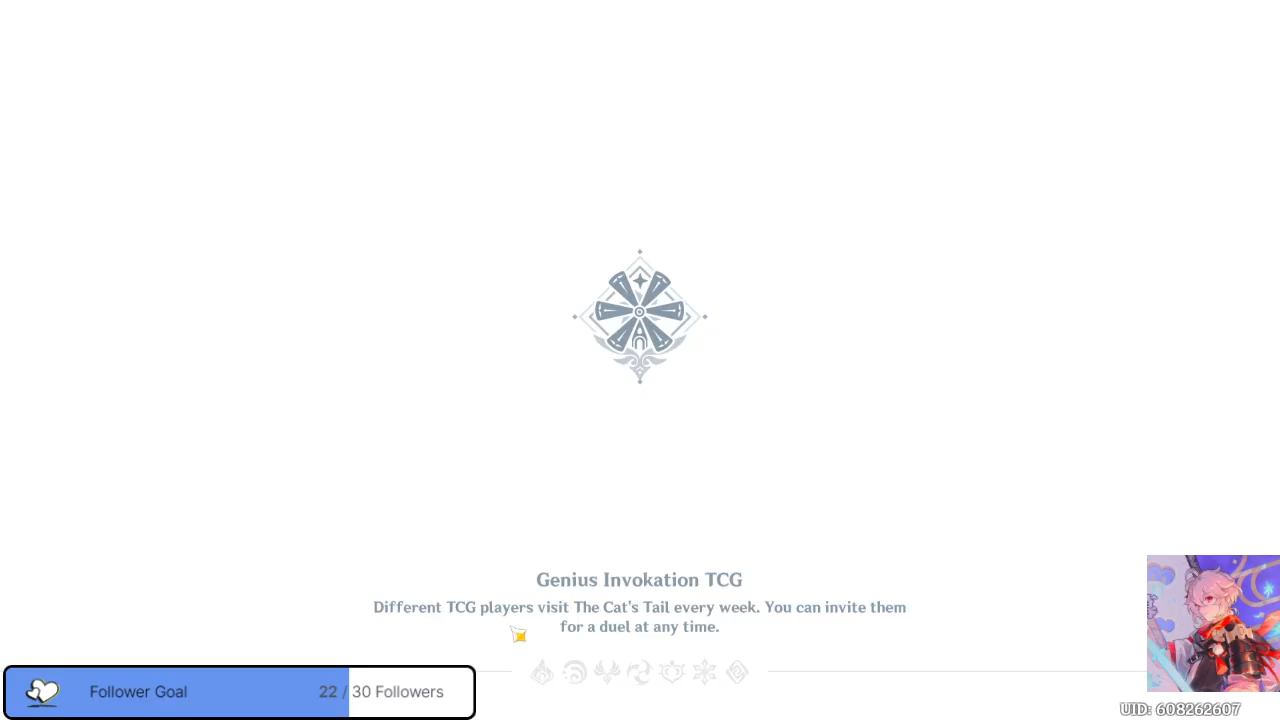 Genius Invokation TCG
Different TCG players visit The Cat's Tail every week. You can invite them
for a duel at any time.
Follower Goal 22 / 30 Followers
UID: 608262607